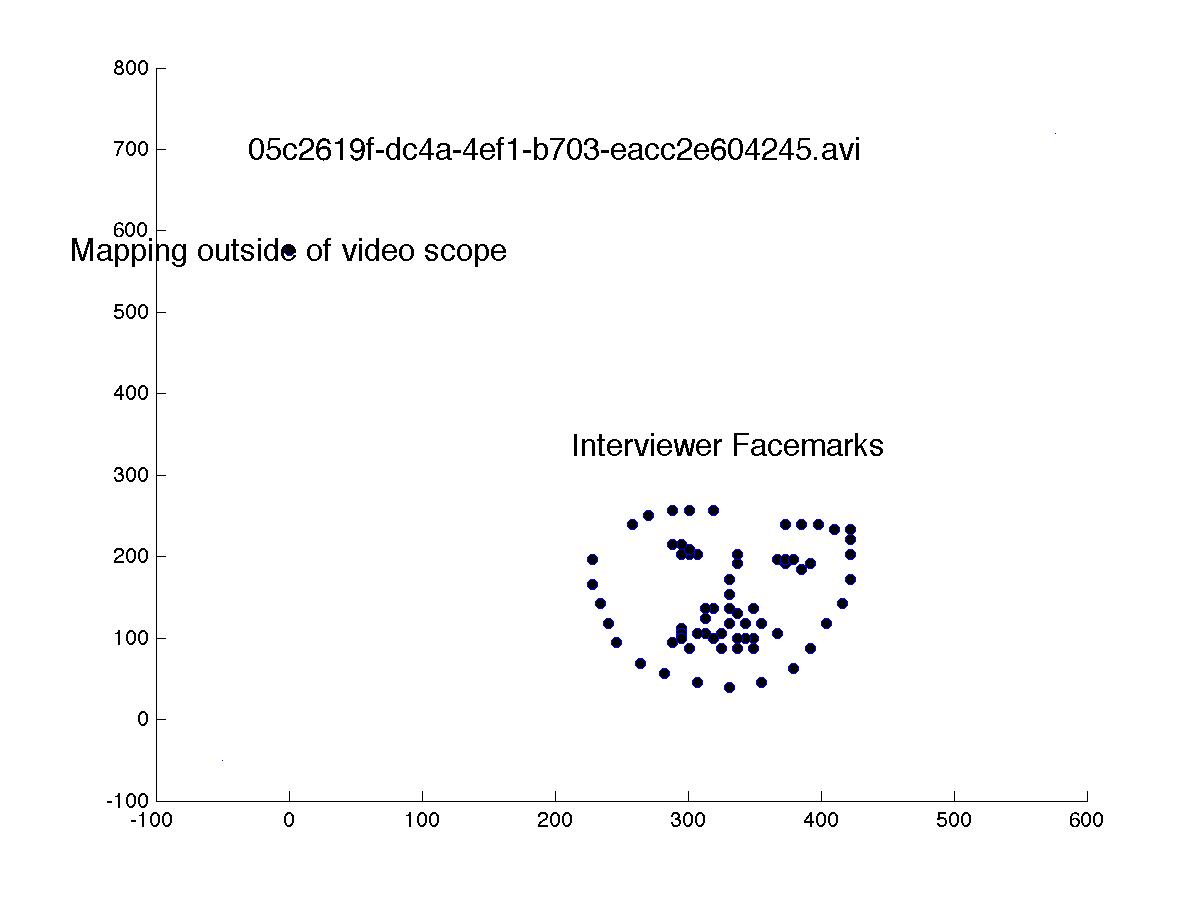 800
700
05c2619f-dc4a-4ef1-b703-eacc2e604245.avi
600
Mapping outside of video scope
500
400
Interviewer Facemarks
300
200
100
0
-100
-100 0 100 200 300 400 500 600